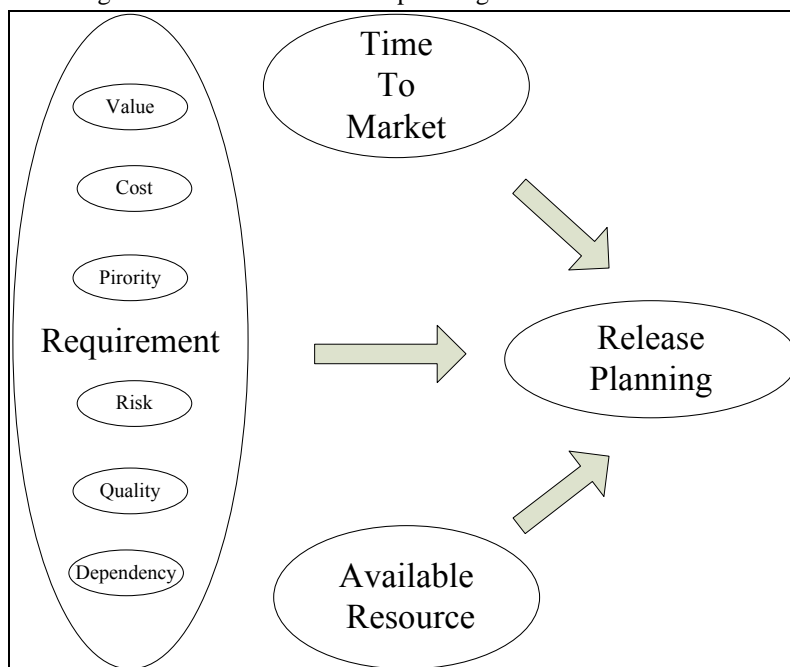 Time
To
Market
Value
Cost
Pirority
Requirement
Risk
Quality
Dependency
Release
Planning
Available
Resource